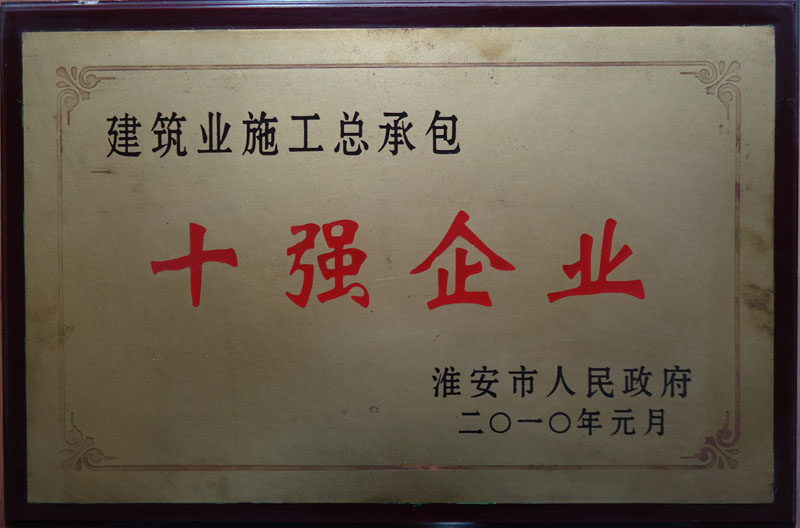 建筑业施工总承包
十强企业
淮安市人民政府
二〇一〇年元月